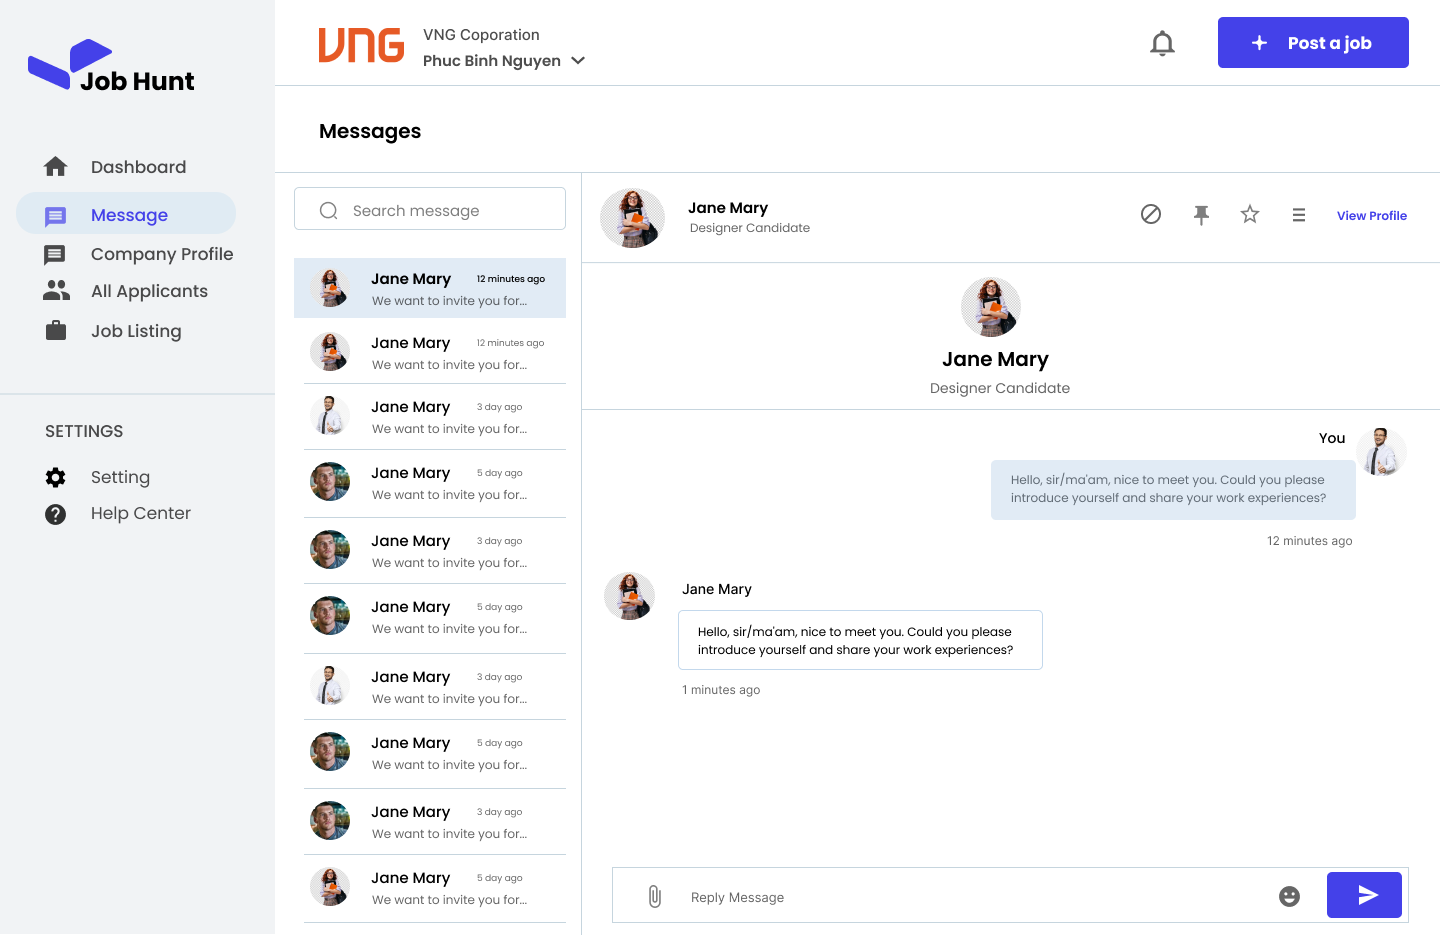 Job Hunt
Dashboard
Message
Company Profile
All Applicants
Job Listing
SETTINGS
Setting
Help Center
VNG
VNG Coporation
Phuc Binh Nguyen
Post a job
Messages
Search message
Jane Mary 12 minutes ago
We want to invite you for...
Jane Mary 12 minutes ago
We want to invite you for...
Jane Mary 3 day ago
We want to invite you for...
Jane Mary 5 day ago
We want to invite you for...
Jane Mary 3 day ago
We want to invite you for...
Jane Mary 5 day ago
We want to invite you for...
Jane Mary 3 day ago
We want to invite you for...
Jane Mary 5 day ago
We want to invite you for...
Jane Mary 3 day ago
We want to invite you for...
Jane Mary 5 day ago
We want to invite you for...
Jane Mary
Designer Candidate
View Profile
Jane Mary
Designer Candidate
You
Hello, sir/ma'am, nice to meet you. Could you please
introduce yourself and share your work experiences?
12 minutes ago
Jane Mary
Hello, sir/ma'am, nice to meet you. Could you please
introduce yourself and share your work experiences?
1 minutes ago
Reply Message